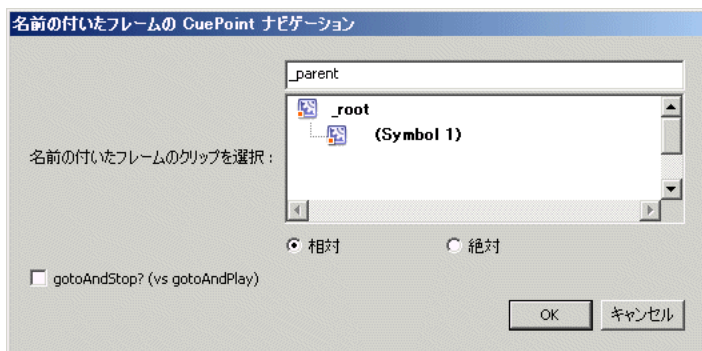 名前の付いたフレームの CuePoint ナビゲーション
_parent
_root
(Symbol 1)
名前の付いたフレームのクリップを選択 :
相対 絶対
gotoAndStop? (vs gotoAndPlay)
OK キャンセル